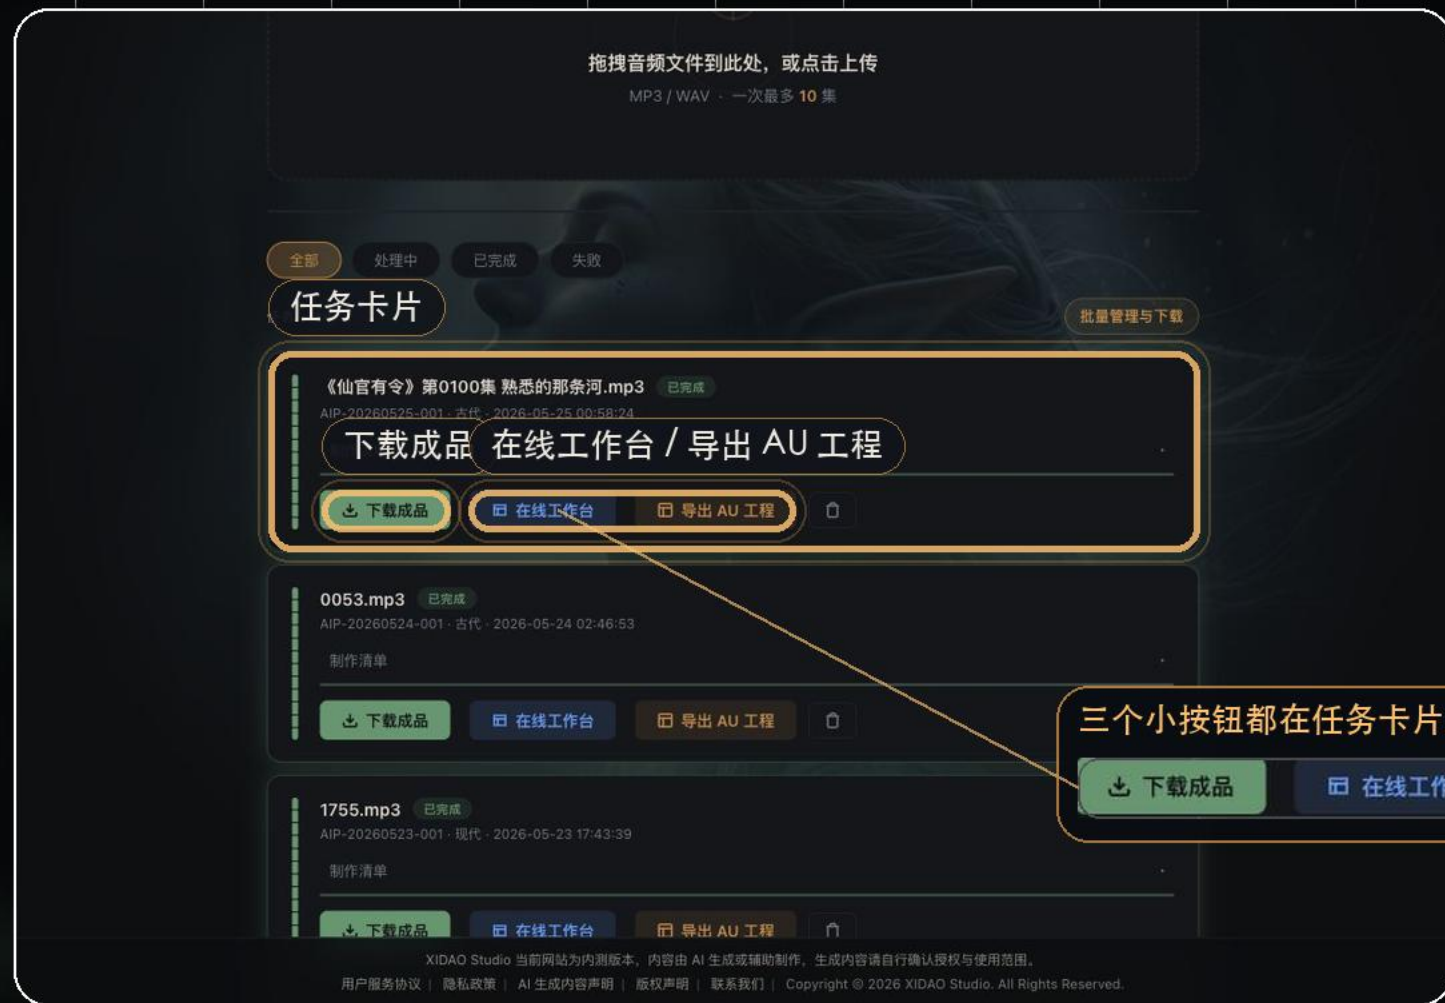 拖拽音频文件到此处，或点击上传
MP3 / WAV · 一次最多 10 集
全部 处理中 已完成 失败
任务卡片
批量管理与下载
《仙官有令》第0100集 熟悉的那条河.mp3 已完成
AIP-20260525-001 · 古代 · 2026-05-25 00:58:24
下载成品 在线工作台 / 导出 AU 工程
下载成品 在线工作台 导出 AU 工程
0053.mp3 已完成
AIP-20260524-001 · 古代 · 2026-05-24 02:46:53
制作清单
下载成品 在线工作台 导出 AU 工程
三个小按钮都在任务卡片
下载成品 在线工作
1755.mp3 已完成
AIP-20260523-001 · 现代 · 2026-05-23 17:43:39
制作清单
下载成品 在线工作台 导出 AU 工程
XIDAO Studio 当前网站为内测版本，内容由 AI 生成或辅助制作，生成内容请自行确认授权与使用范围。
用户服务协议 | 隐私政策 | AI 生成内容声明 | 版权声明 | 联系我们 | Copyright © 2026 XIDAO Studio. All Rights Reserved.